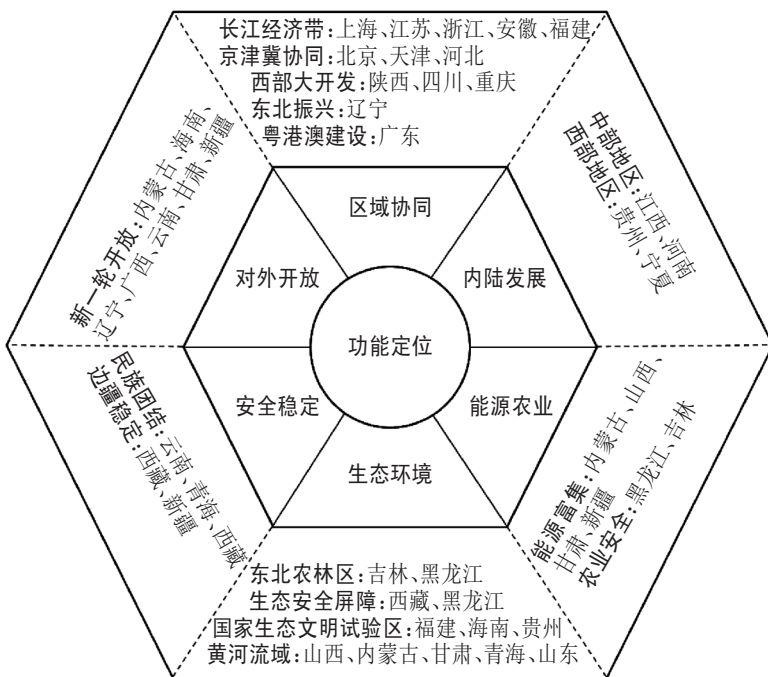 长江经济带:上海、江苏、浙江、安徽、福建
京津冀协同:北京、天津、河北
西部大开发:陕西、四川、重庆
东北振兴:辽宁
粤港澳建设:广东
中部地区:江西、河南
西部地区:贵州、宁夏
能源富集:内蒙古、山西、
甘肃、新疆
农业安全:黑龙江、吉林
东北农林区:吉林、黑龙江
生态安全屏障:西藏、黑龙江
国家生态文明试验区:福建、海南、贵州
黄河流域:山西、内蒙古、甘肃、青海、山东
民族团结:云南、青海、西藏
边疆稳定:西藏、新疆
新一轮开放:内蒙古、海南、
辽宁、广西、云南、甘肃、新疆
区域协同
内陆发展
能源农业
生态环境
安全稳定
对外开放
功能定位